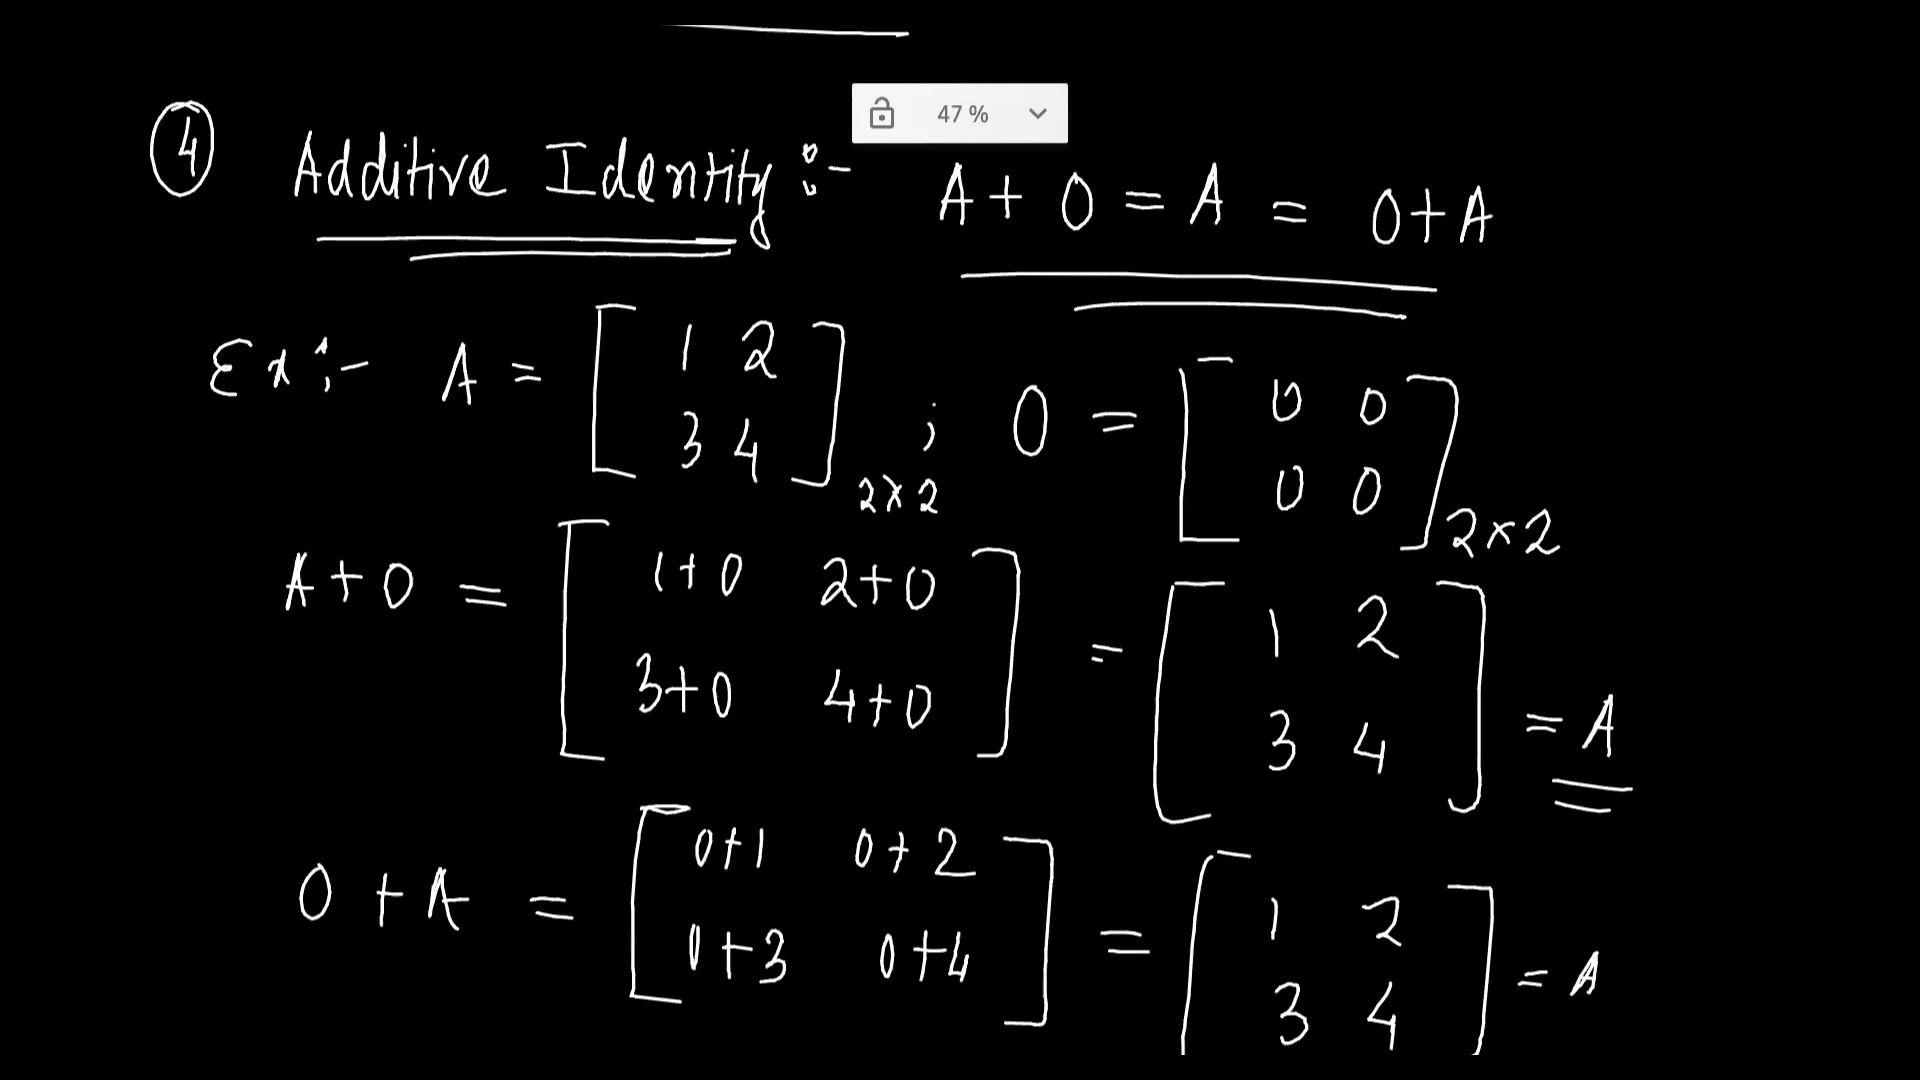 47 %
④ Additive Identity :- A + 0 = A = 0 + A
Ex :- A = [ 1 2
3 4 ] 2×2 ; 0 = [ 0 0
0 0 ] 2×2
A + 0 = [ 1+0 2+0
3+0 4+0 ] = [ 1 2
3 4 ] = A
0 + A = [ 0+1 0+2
0+3 0+4 ] = [ 1 2
3 4 ] = A